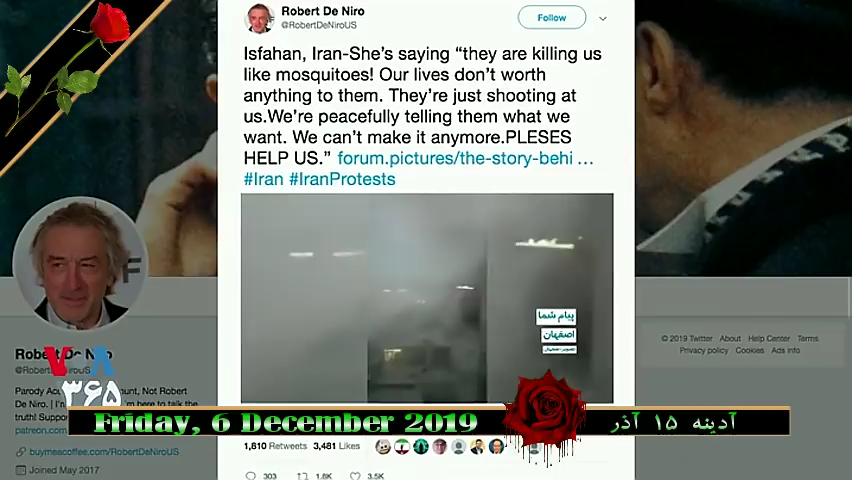 Robert De Niro
@RobertDeNiroUS
Follow
Isfahan, Iran-She's saying “they are killing us
like mosquitoes! Our lives don't worth
anything to them. They're just shooting at
us.We're peacefully telling them what we
want. We can't make it anymore.PLESES
HELP US.” forum.pictures/the-story-behi ...
#Iran #IranProtests
پیام شما
اصفهان
تصویر: اصفهان
1,810 Retweets 3,481 Likes
303 1.8K 3.5K
Robert De Niro
VOA
۳۶۵
Parody
Not Robert
De Niro.
to talk the
truth!
patreon.com
buymeacoffee.com/RobertDeNiroUS
Joined May 2017
© 2019 Twitter About Help Center Terms
Privacy policy Cookies Ads info
Friday, 6 December 2019
آدینه ۱۵ آذر